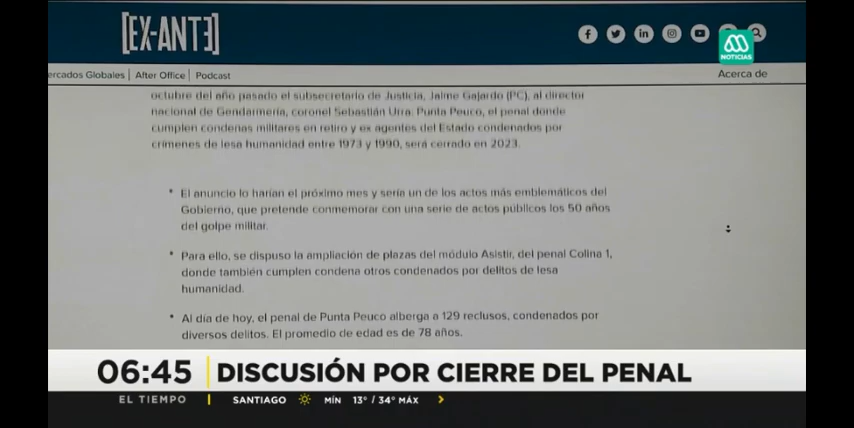 [EX-ANTE]
NOTICIAS
ercados Globales | After Office | Podcast
Acerca de
octubre del año pasado el subsecretario de Justicia, Jaime Gajardo (PC), al director
nacional de Gendarmería, coronel Sebastián Urra: Punta Peuco, el penal donde
cumplen condenas militares en retiro y ex agentes del Estado condenados por
crímenes de lesa humanidad entre 1973 y 1990, será cerrado en 2023.
* El anuncio lo harían el próximo mes y sería un de los actos más emblemáticos del
Gobierno, que pretende conmemorar con una serie de actos públicos los 50 años
del golpe militar.
* Para ello, se dispuso la ampliación de plazas del módulo Asistir, del penal Colina 1,
donde también cumplen condena otros condenados por delitos de lesa
humanidad.
* Al día de hoy, el penal de Punta Peuco alberga a 129 reclusos, condenados por
diversos delitos. El promedio de edad es de 78 años.
06:45 DISCUSIÓN POR CIERRE DEL PENAL
EL TIEMPO | SANTIAGO MÍN 13° / 34° MÁX